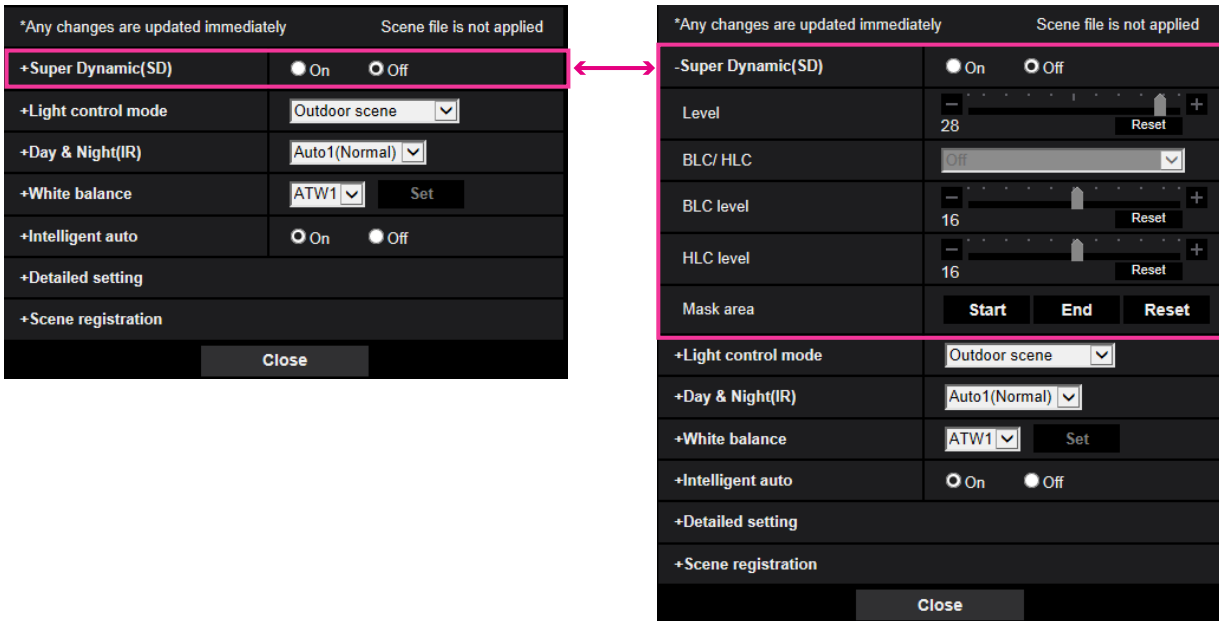 *Any changes are updated immediately Scene file is not applied
+Super Dynamic(SD) On Off
+Light control mode Outdoor scene
+Day & Night(IR) Auto1(Normal)
+White balance ATW1 Set
+Intelligent auto On Off
+Detailed setting
+Scene registration
Close
*Any changes are updated immediately Scene file is not applied
-Super Dynamic(SD) On Off
Level 28 Reset
BLC/ HLC Off
BLC level 16 Reset
HLC level 16 Reset
Mask area Start End Reset
+Light control mode Outdoor scene
+Day & Night(IR) Auto1(Normal)
+White balance ATW1 Set
+Intelligent auto On Off
+Detailed setting
+Scene registration
Close